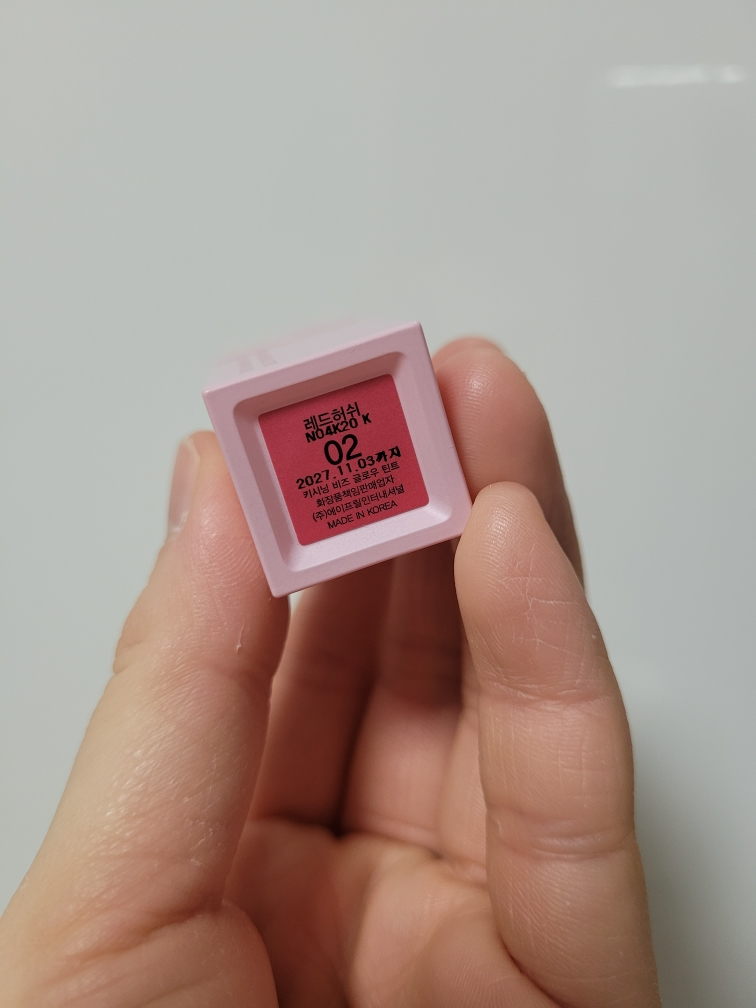 레드허쉬
N04K20 K
02
2027.11.03까지
키시닝 비즈 글로우 틴트
화장품책임판매업자
(주)에이프릴인터내셔널
MADE IN KOREA